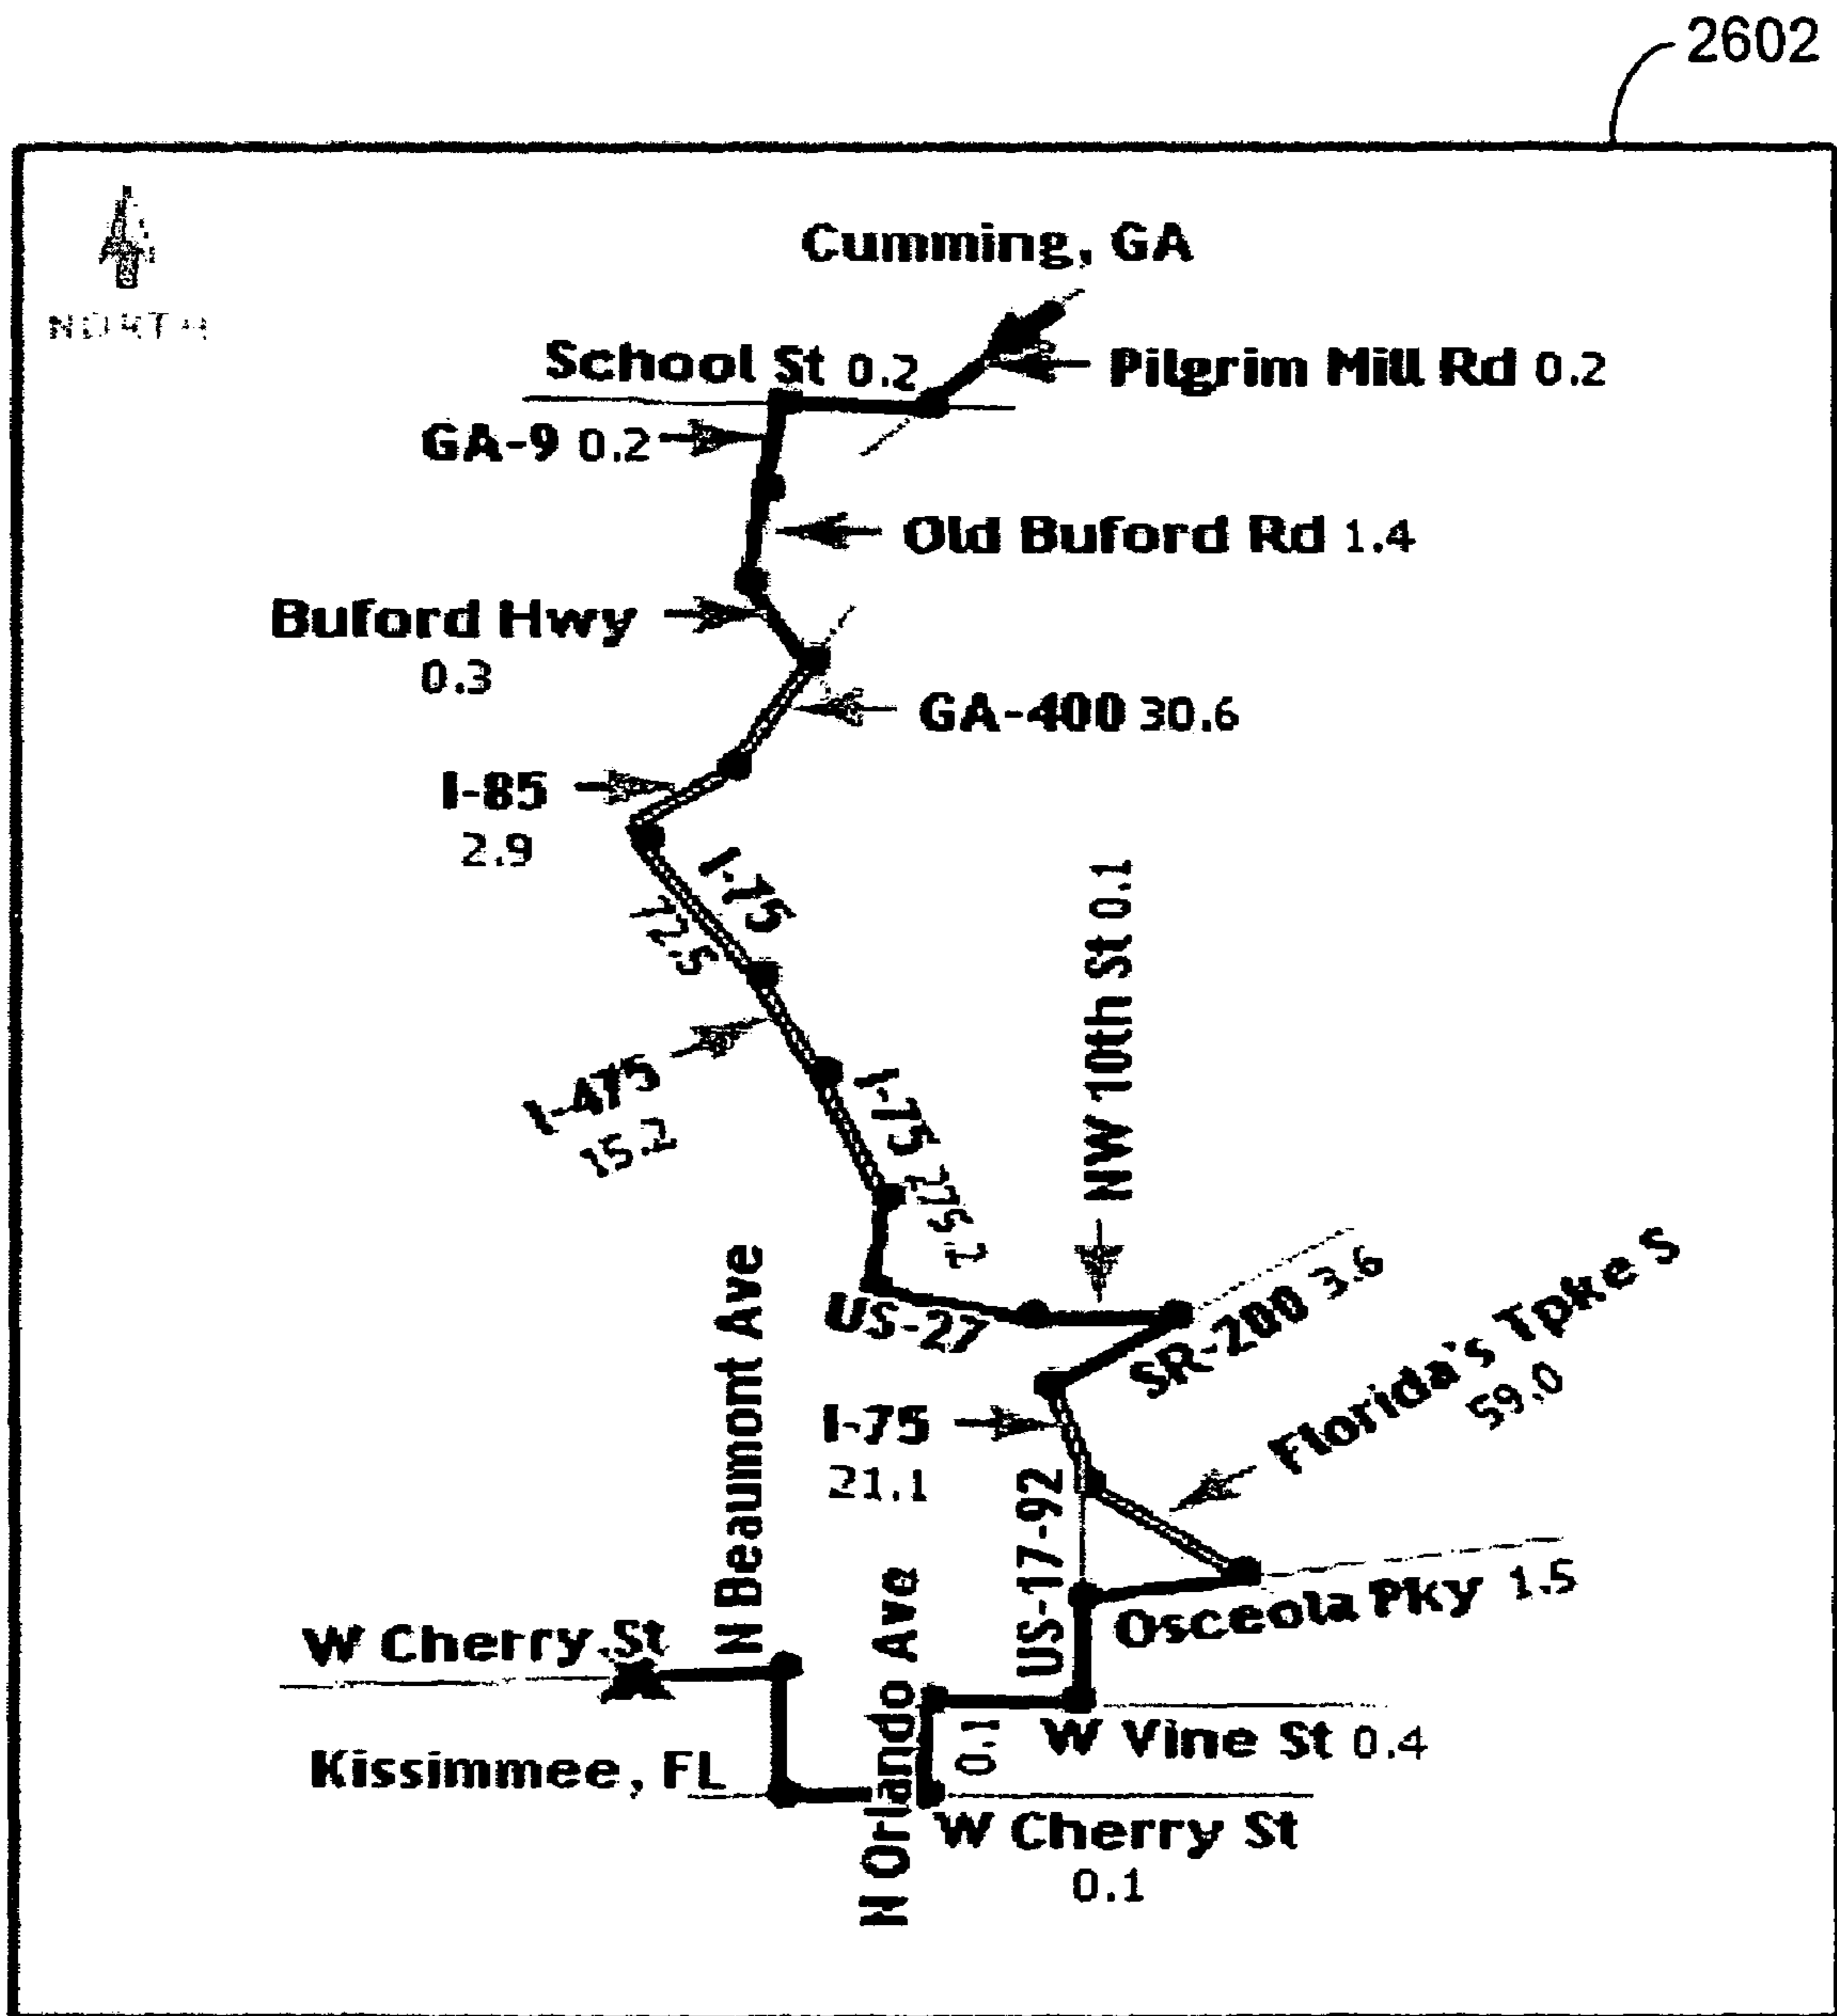 2602
NORTH
Cumming, GA
School St 0.2
Pilgrim Mill Rd 0.2
GA-9 0.2
Old Buford Rd 1.4
Buford Hwy
0.3
GA-400 30.6
I-85
2.9
I-75
NW 10th St 0.1
I-475
15.2
I-75
US-27
SR-200 3.6
Florida's Tpke S
59.0
N Beaumont Ave
I-75
21.1
US-17-92
Osceola Pky 1.5
W Cherry St
N Orlando Ave
0.1
W Vine St 0.4
Kissimmee, FL
W Cherry St
0.1